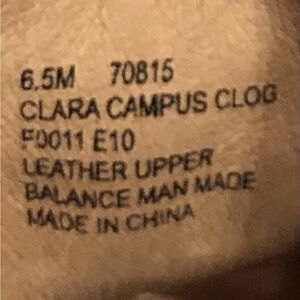 6.5M 70815
CLARA CAMPUS CLOG
F0011 E10
LEATHER UPPER
BALANCE MAN MADE
MADE IN CHINA